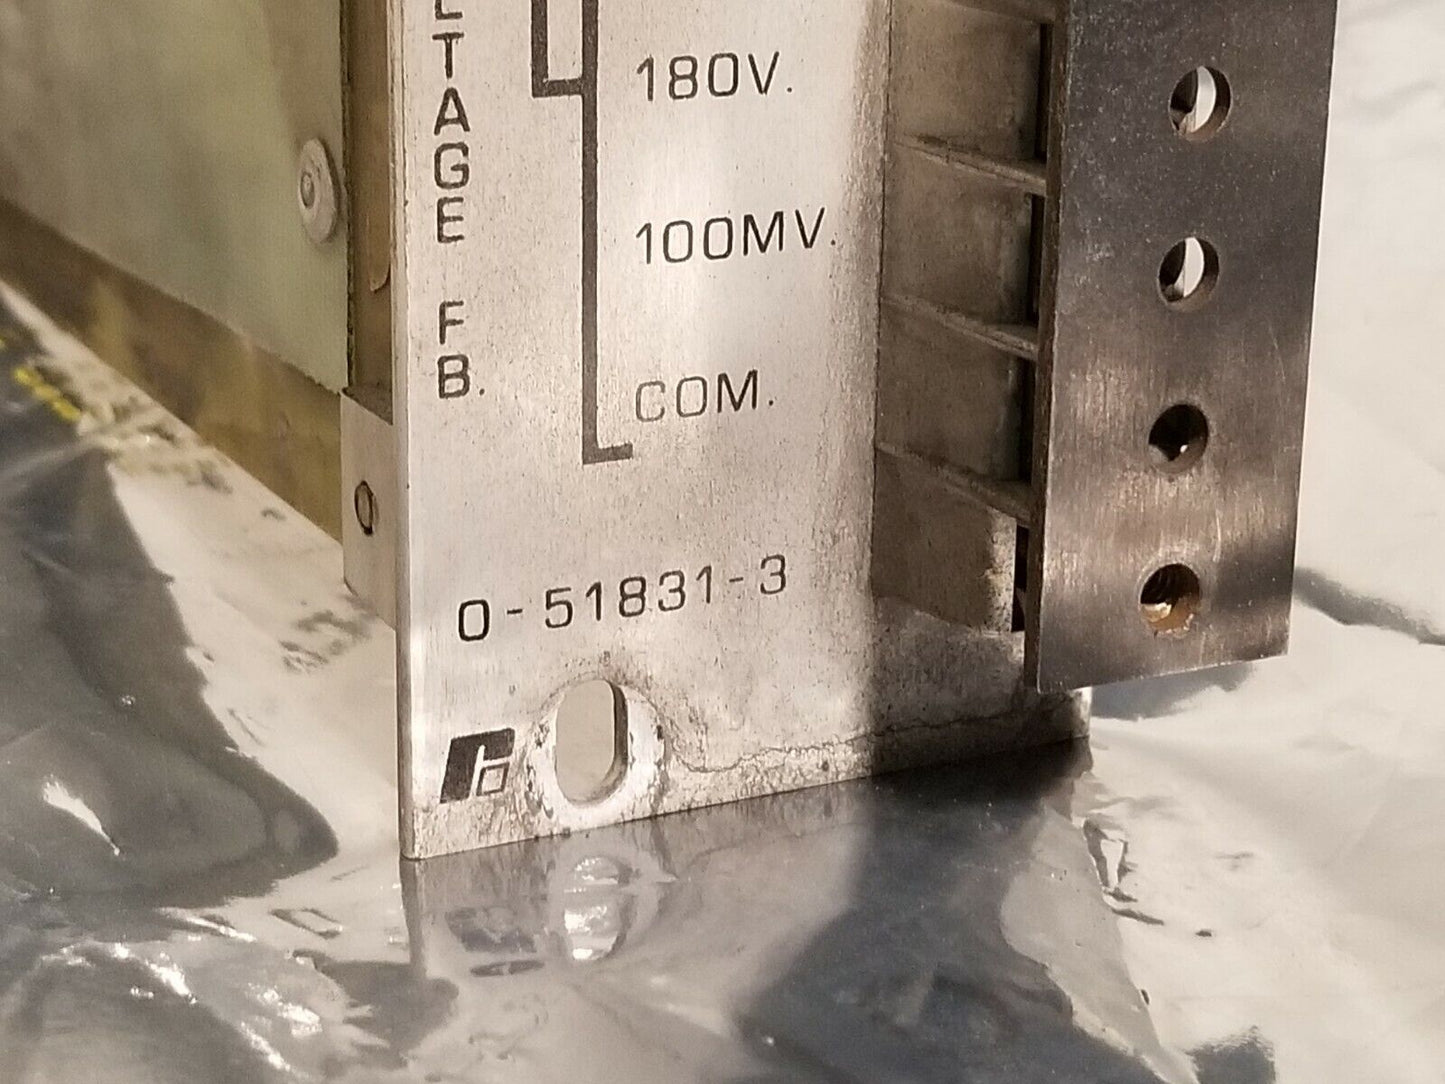 LTAGE FB.
180V.
100MV.
COM.
0-51831-3